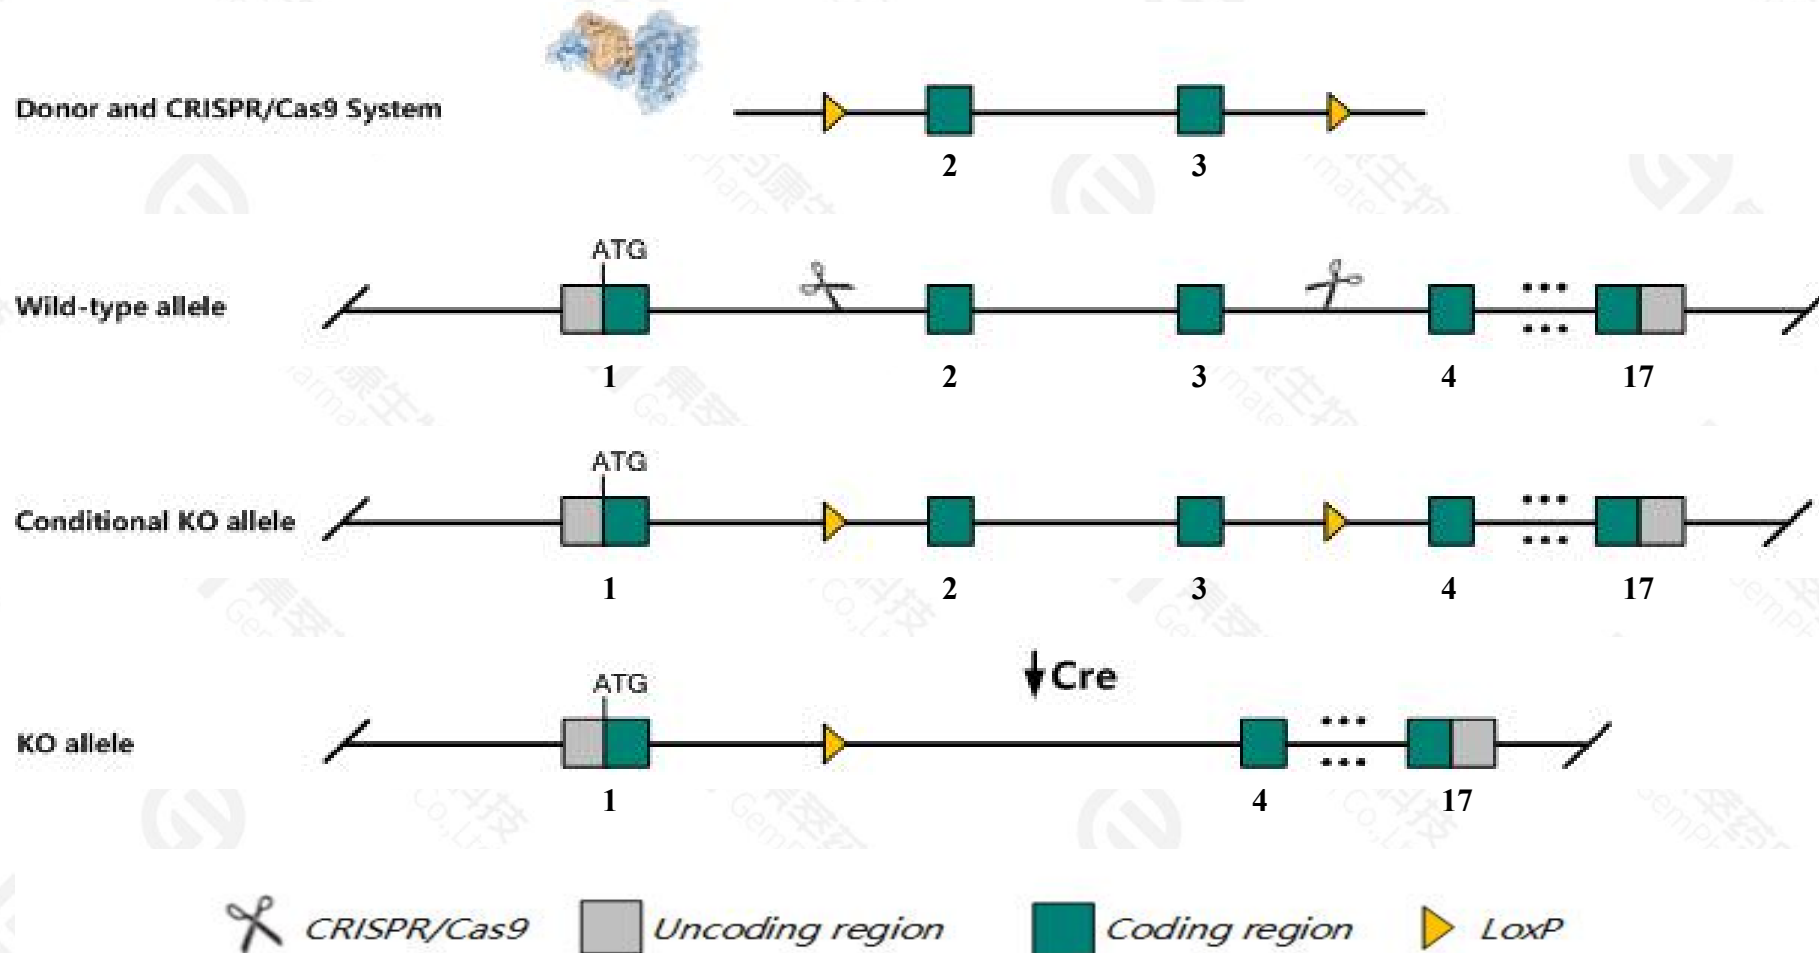 Donor and CRISPR/Cas9 System
2 3
ATG
Wild-type allele
... 
...
1 2 3 4 17
ATG
Conditional KO allele
...
...
1 2 3 4 17
Cre
ATG
KO allele
...
...
1 4 17
CRISPR/Cas9 Uncoding region Coding region LoxP